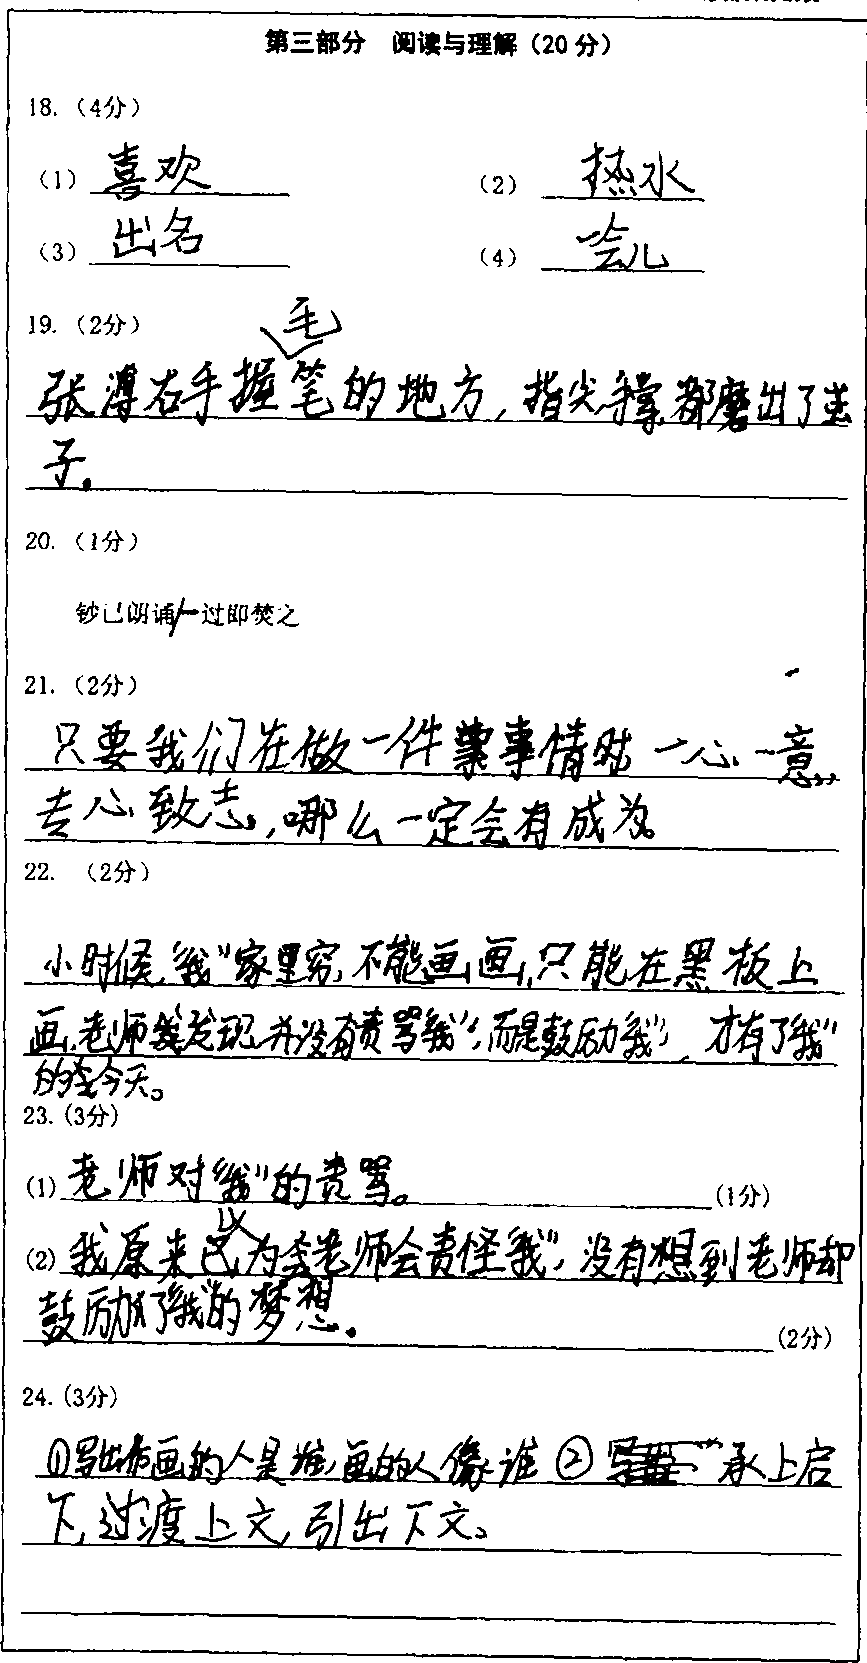 第三部分 阅读与理解（20分）
18.（4分）
（1）喜欢 （2）热水
（3）出名 （4）会儿
19.（2分）
毛
张溥右手握笔的地方，指尖手掌都磨出了茧
子。
20.（1分）
钞已朗诵/一过即焚之
21.（2分）
只要我们在做一件事情时一心一意，
专心致志，哪么一定会有成为。
22. （2分）
小时候，“我”家里穷，不能画画，只能在黑板上
画，老师发现并没有责骂“我”，而是鼓励“我”，才有了“我”
的今天。
23.(3分)
(1) 老师对“我”的责骂。 (1分)
以
(2) 我原来已为老师会责怪“我”，没有想到老师却
鼓励了“我”的梦想。 (2分)
24.(3分)
①写出作画的人是谁，画的人像谁 ② 承上启
下，过渡上文，引出下文。